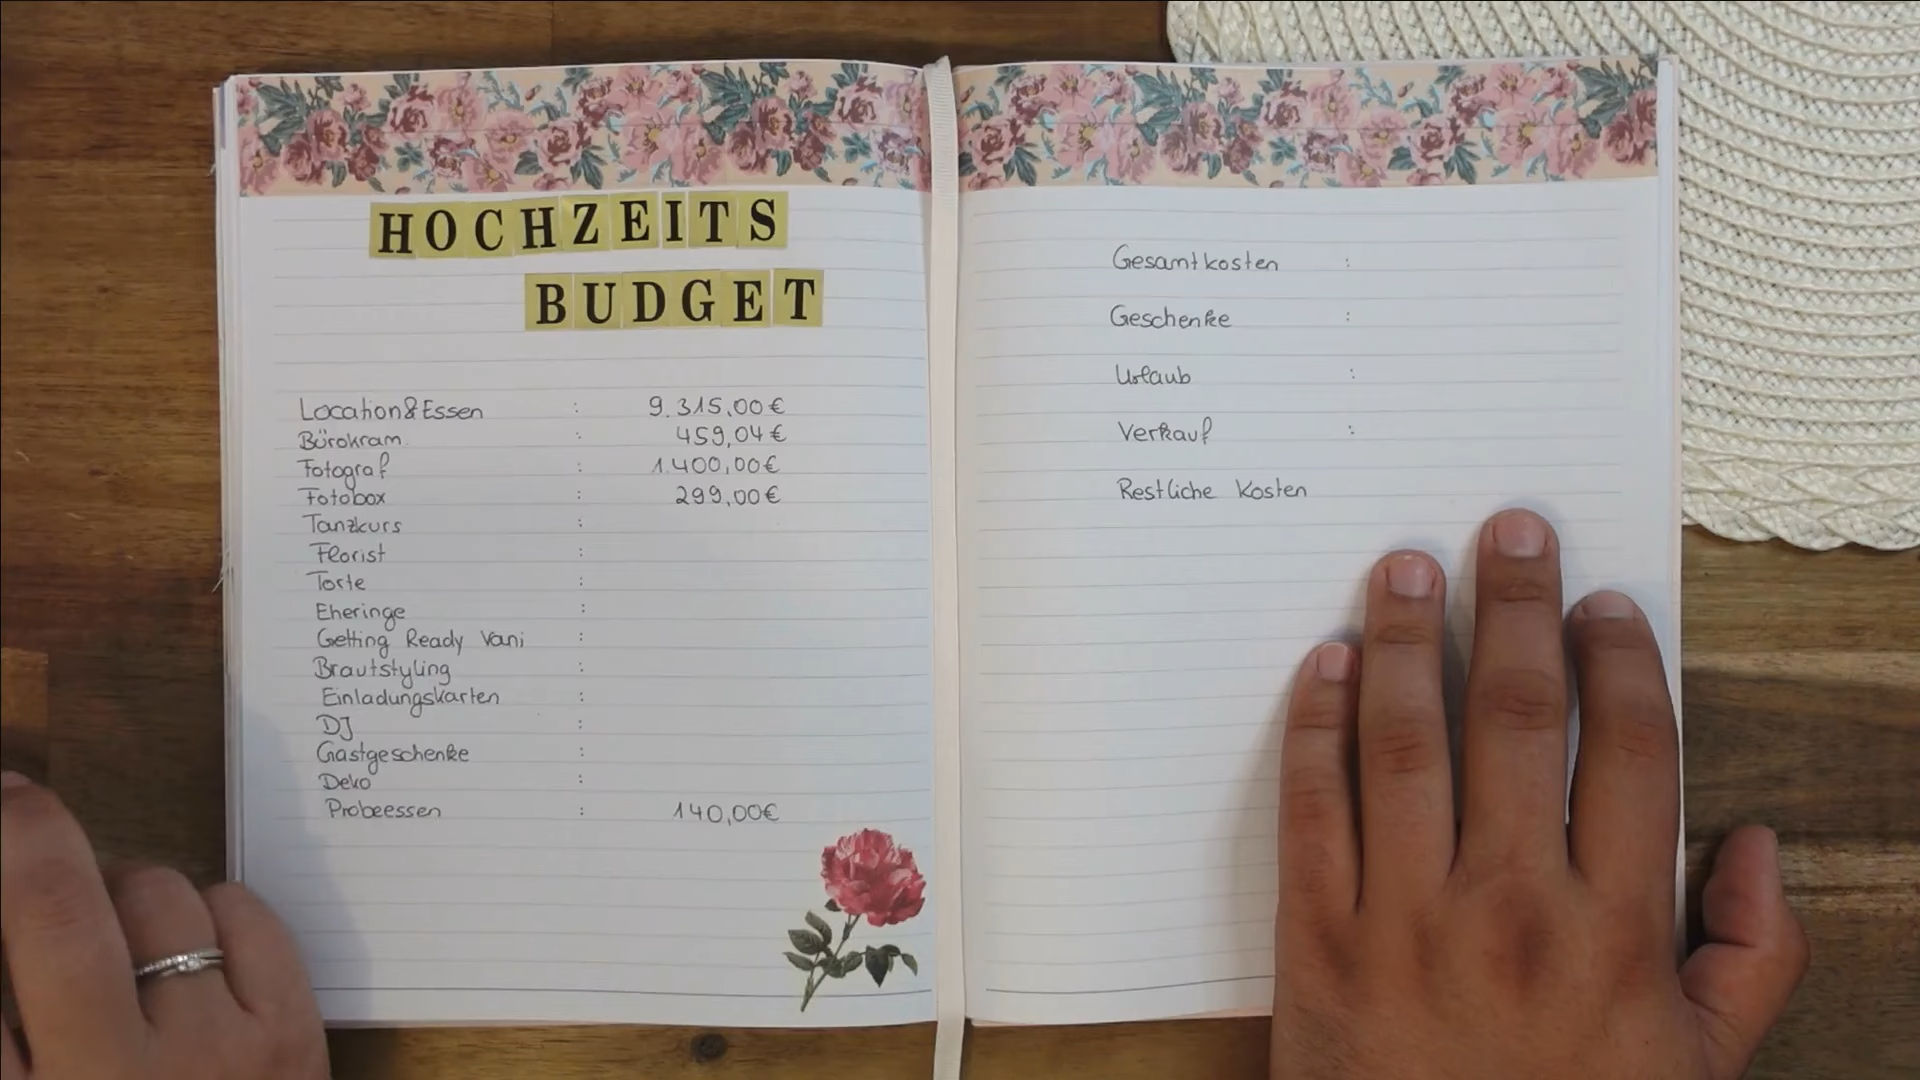 HOCHZEITS
BUDGET
Location&Essen : 9.315,00€
Bürokram : 459,04€
Fotograf : 1.400,00€
Fotobox : 299,00€
Tanzkurs :
Florist :
Torte :
Eheringe :
Getting Ready Vani :
Brautstyling :
Einladungskarten :
DJ :
Gastgeschenke :
Deko :
Probeessen : 140,00€
Gesamtkosten :
Geschenke :
Urlaub :
Verkauf :
Restliche Kosten